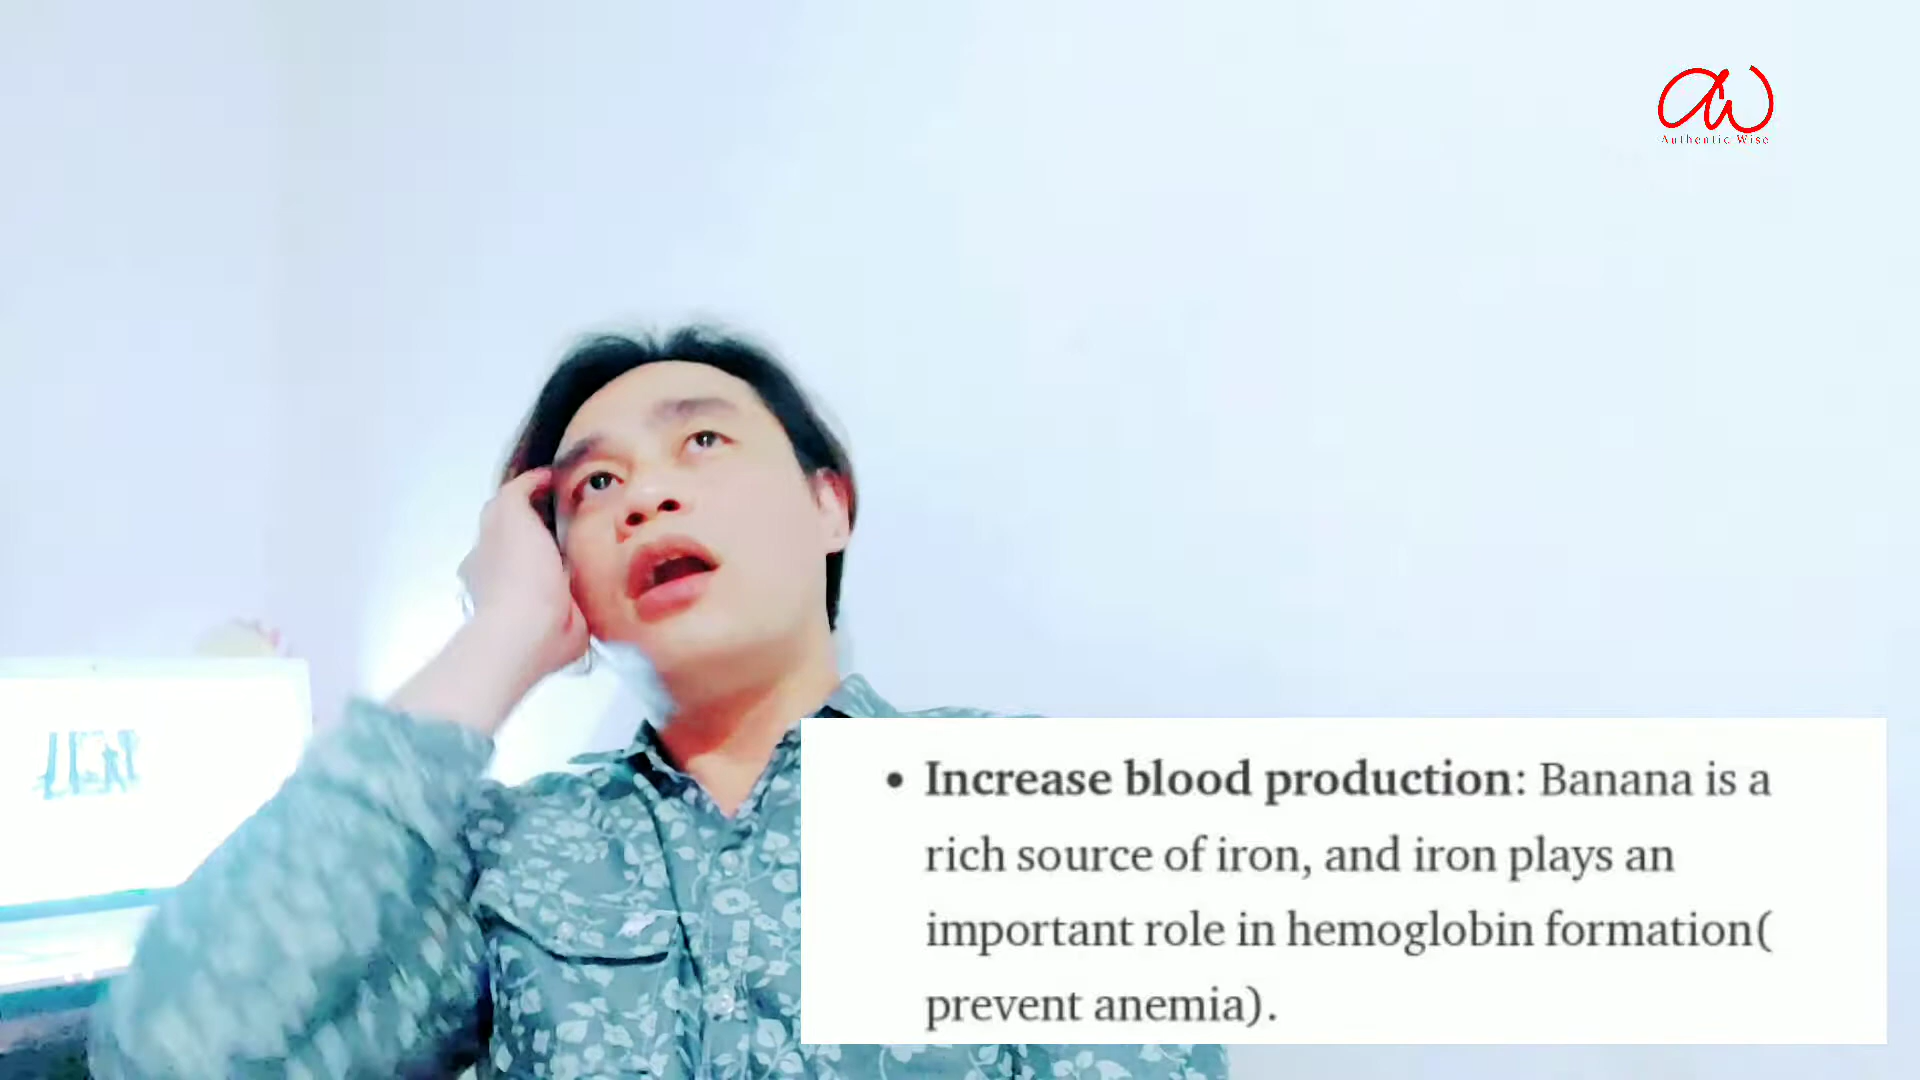 Authentic Wise
• Increase blood production: Banana is a
rich source of iron, and iron plays an
important role in hemoglobin formation(
prevent anemia).